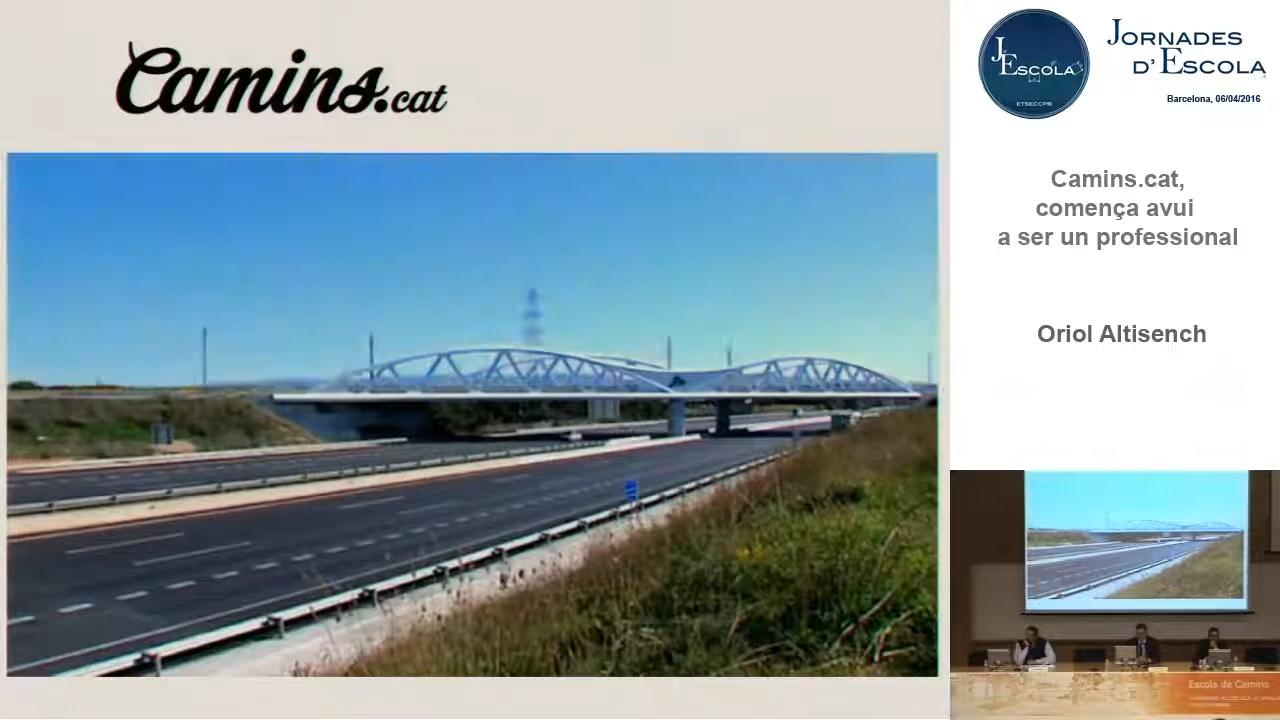 Camins.cat
J
Escola
ETSECCPB
Jornades
d'Escola
Barcelona, 06/04/2016
Camins.cat,
comença avui
a ser un professional
Oriol Altisench
Escola de Camins